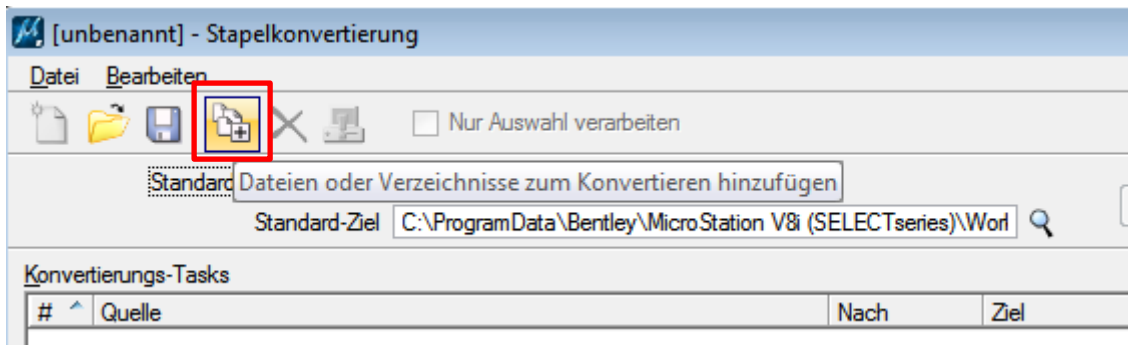 [unbenannt] - Stapelkonvertierung
Datei Bearbeiten
Nur Auswahl verarbeiten
Standard
Dateien oder Verzeichnisse zum Konvertieren hinzufügen
Standard-Ziel C:\ProgramData\Bentley\MicroStation V8i (SELECTseries)\Worl
Konvertierungs-Tasks
# Quelle Nach Ziel